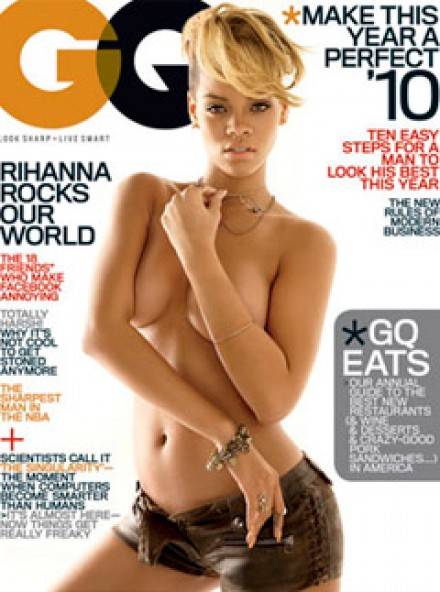 GQ
LOOK SHARP + LIVE SMART
*MAKE THIS
YEAR A
PERFECT
'10
TEN EASY
STEPS FOR A
MAN TO
LOOK HIS BEST
THIS YEAR
THE NEW
RULES OF
MODERN
BUSINESS
RIHANNA
ROCKS
OUR
WORLD
THE 18
FRIENDS*
WHO MAKE
FACEBOOK
ANNOYING
TOTALLY
HARSH!
WHY IT'S
NOT COOL
TO GET
STONED
ANYMORE
THE
SHARPEST
MAN IN
THE NBA
+
SCIENTISTS CALL IT
'THE SINGULARITY'—
THE MOMENT
WHEN COMPUTERS
BECOME SMARTER
THAN HUMANS
>IT'S ALMOST HERE—
NOW THINGS GET
REALLY FREAKY
*GQ
EATS
*OUR ANNUAL
GUIDE TO THE
BEST NEW
RESTAURANTS
(& WINE
& DESSERTS
& CRAZY-GOOD
PORK
SANDWICHES...)
IN AMERICA